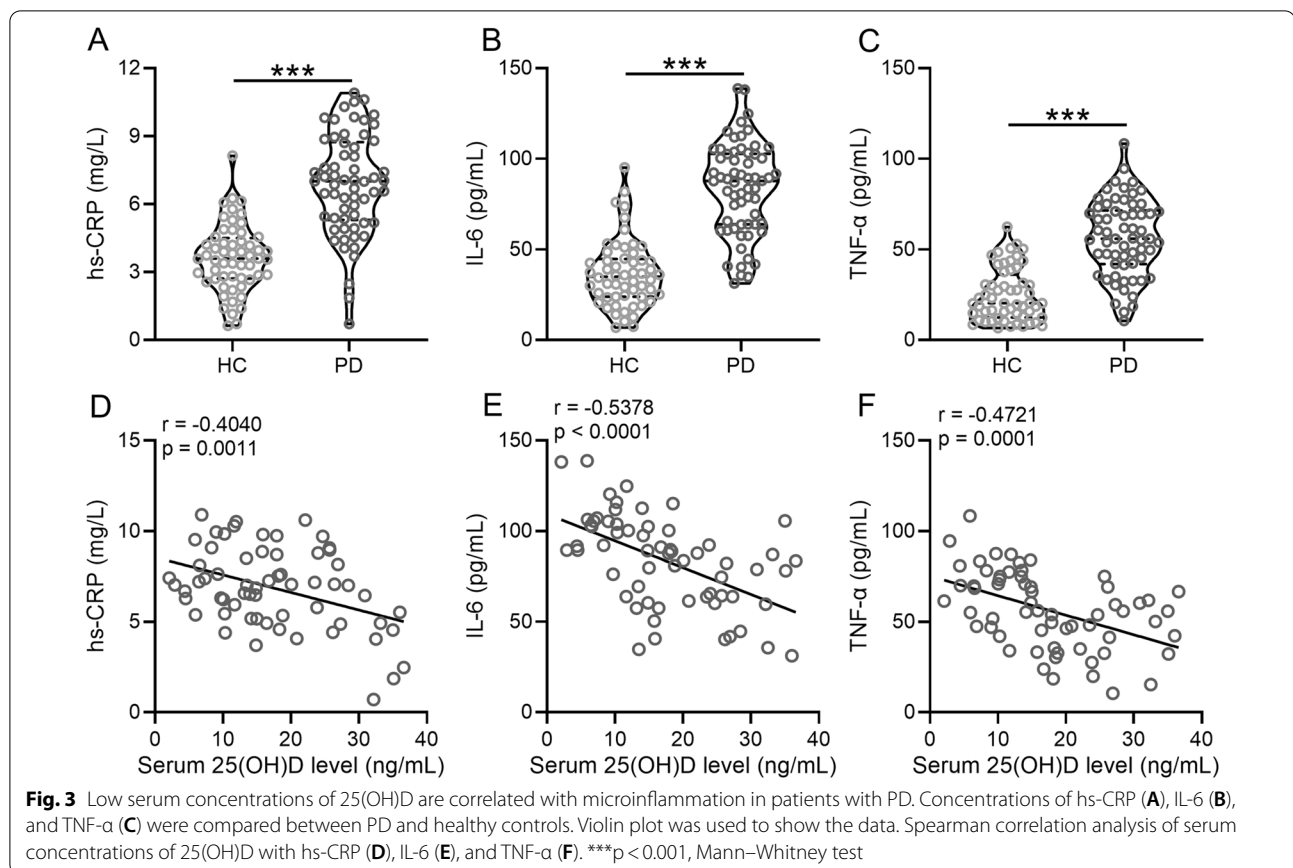 A
B
C
12
9
6
3
0
hs-CRP (mg/L)
***
HC PD
150
100
50
0
IL-6 (pg/mL)
***
HC PD
150
100
50
0
TNF-α (pg/mL)
***
HC PD
D
r = -0.4040
p = 0.0011
15
10
5
0
hs-CRP (mg/L)
0 10 20 30 40
Serum 25(OH)D level (ng/mL)
E
r = -0.5378
p < 0.0001
150
100
50
0
IL-6 (pg/mL)
0 10 20 30 40
Serum 25(OH)D level (ng/mL)
F
r = -0.4721
p = 0.0001
150
100
50
0
TNF-α (pg/mL)
0 10 20 30 40
Serum 25(OH)D level (ng/mL)
Fig. 3 Low serum concentrations of 25(OH)D are correlated with microinflammation in patients with PD. Concentrations of hs-CRP (A), IL-6 (B),
and TNF-α (C) were compared between PD and healthy controls. Violin plot was used to show the data. Spearman correlation analysis of serum
concentrations of 25(OH)D with hs-CRP (D), IL-6 (E), and TNF-α (F). ***p < 0.001, Mann–Whitney test